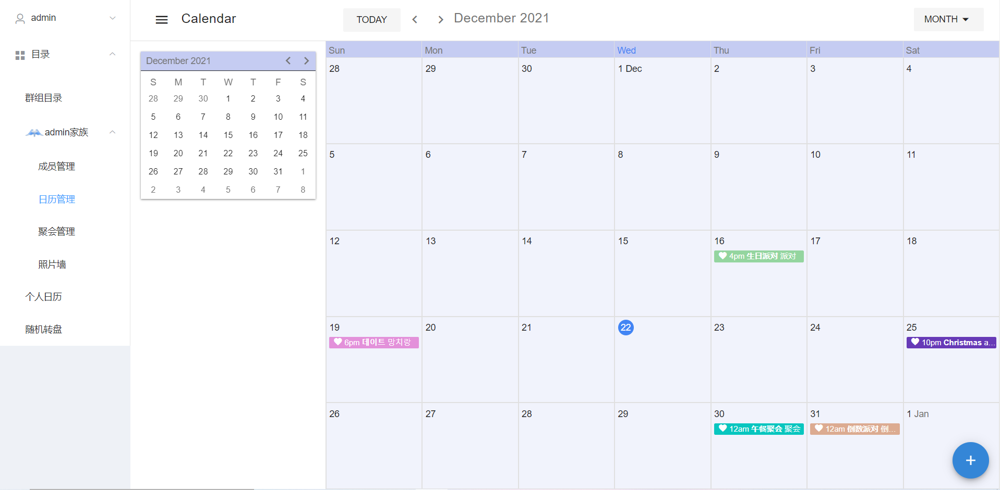 admin
目录
群组目录
admin家族
成员管理
日历管理
聚会管理
照片墙
个人日历
随机转盘
Calendar
TODAY
December 2021
MONTH
December 2021
S M T W T F S
28 29 30 1 2 3 4
5 6 7 8 9 10 11
12 13 14 15 16 17 18
19 20 21 22 23 24 25
26 27 28 29 30 31 1
2 3 4 5 6 7 8
Sun Mon Tue Wed Thu Fri Sat
28 29 30 1 Dec 2 3 4
5 6 7 8 9 10 11
12 13 14 15 16 17 18
4pm 生日派对 派对
19 20 21 22 23 24 25
6pm 데이트 망치랑
10pm Christmas a...
26 27 28 29 30 31 1 Jan
12am 午餐聚会 聚会
12am 倒数派对 倒...